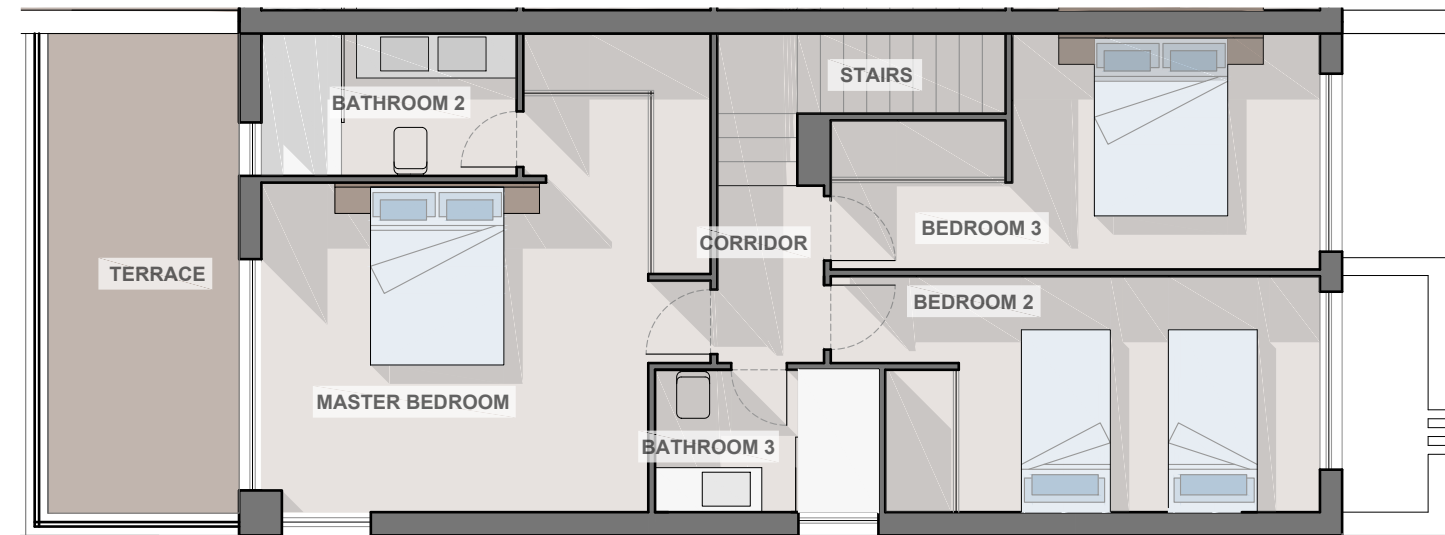 STAIRS
BATHROOM 2
BEDROOM 3
CORRIDOR
TERRACE
BEDROOM 2
MASTER BEDROOM
BATHROOM 3